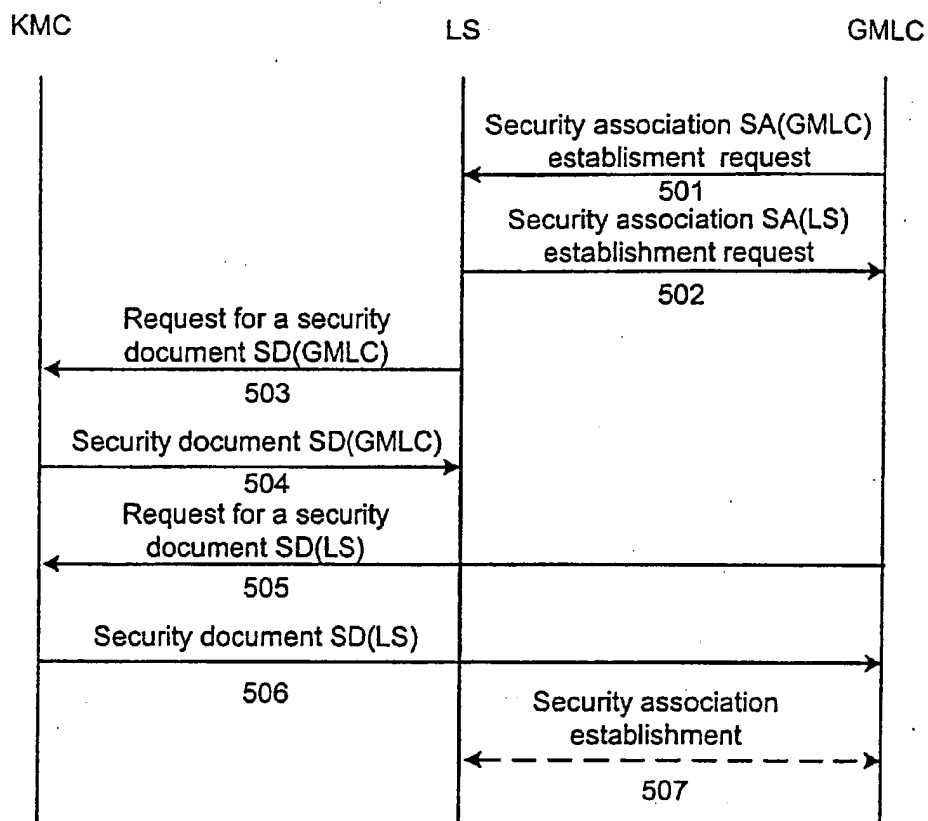 KMC
LS
GMLC
Security association SA(GMLC)
establisment request
501
Security association SA(LS)
establishment request
502
Request for a security
document SD(GMLC)
503
Security document SD(GMLC)
504
Request for a security
document SD(LS)
505
Security document SD(LS)
506
Security association
establishment
507